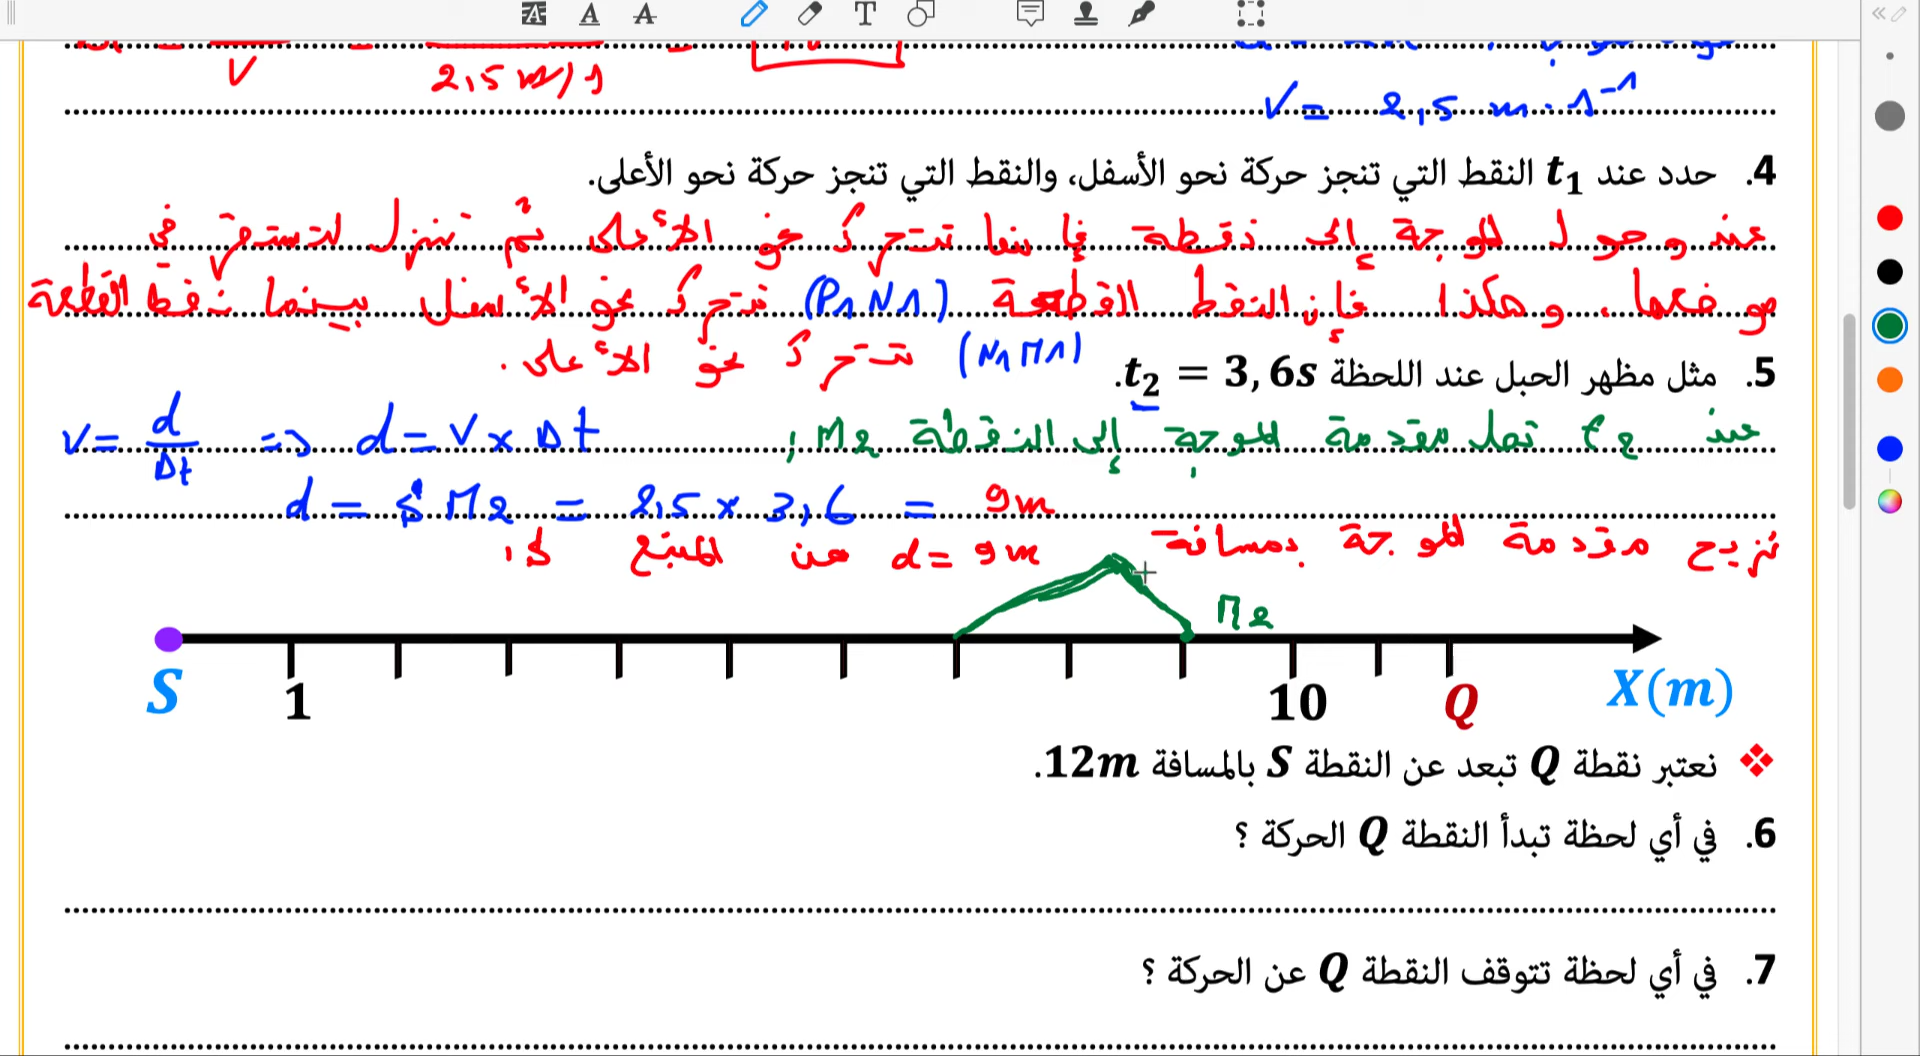 2,5 m/s
V
V = 2,5 m.s⁻¹
4. حدد عند t₁ النقط التي تنجز حركة نحو الأسفل، والنقط التي تنجز حركة نحو الأعلى.
عند وصول الموجة إلى نقطة فإنها تتحرك نحو الأعلى ثم تنزل لتستقر في
موضعها، وهكذا فإن النقط القطعة (P1N1) تتحرك نحو الأسفل بينما نقط القطعة
(N1M1) تتحرك نحو الأعلى.
5. مثل مظهر الحبل عند اللحظة t₂ = 3,6s.
عند t2 تصل مقدمة الموجة إلى النقطة M2;
V = d/Δt => d = V × Δt
d = SM2 = 2,5 × 3,6 = 9m
تزيح مقدمة الموجة بمسافة d = 9m عن المنبع S.
M2
S 1 10 Q X(m)
❖ نعتبر نقطة Q تبعد عن النقطة S بالمسافة 12m.
6. في أي لحظة تبدأ النقطة Q الحركة ؟
7. في أي لحظة تتوقف النقطة Q عن الحركة ؟